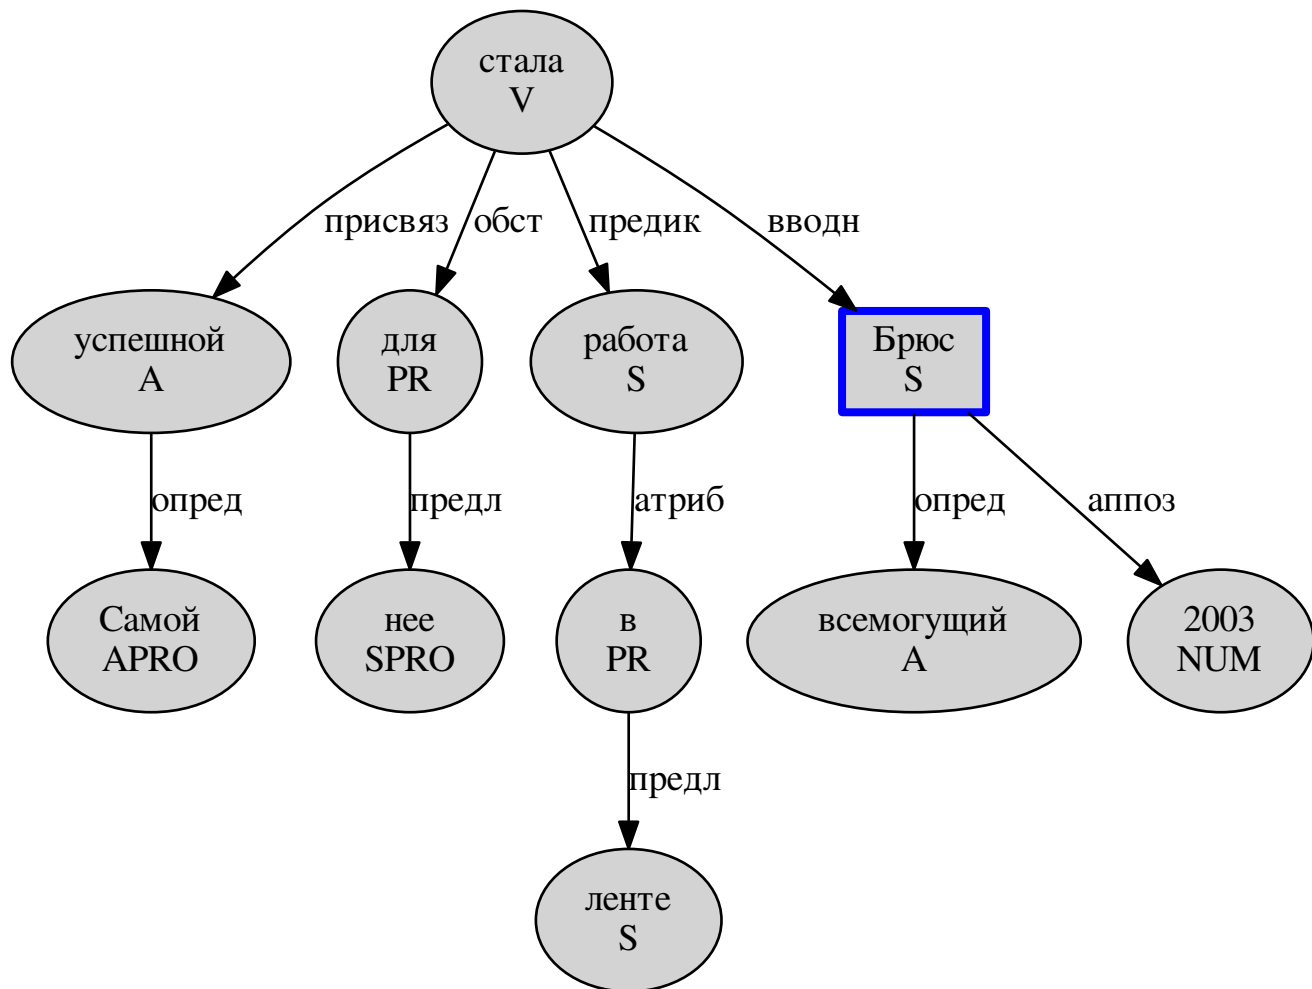 стала
V
присвяз
обст
предик
вводн
успешной
A
для
PR
работа
S
Брюс
S
опред
предл
атриб
опред
аппоз
Самой
APRO
нее
SPRO
в
PR
всемогущий
A
2003
NUM
предл
ленте
S